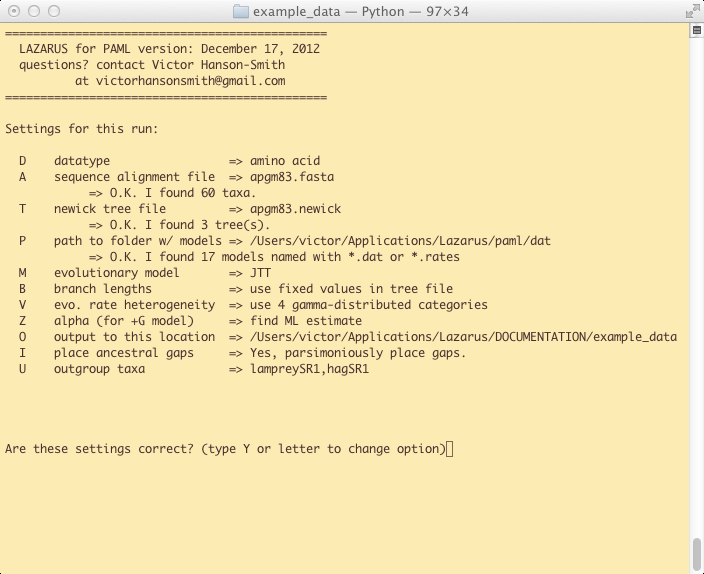 example_data — Python — 97×34
==============================================
LAZARUS for PAML version: December 17, 2012
questions? contact Victor Hanson-Smith
at victorhansonsmith@gmail.com
==============================================
Settings for this run:
D datatype => amino acid
A sequence alignment file => apgm83.fasta
=> O.K. I found 60 taxa.
T newick tree file => apgm83.newick
=> O.K. I found 3 tree(s).
P path to folder w/ models => /Users/victor/Applications/Lazarus/paml/dat
=> O.K. I found 17 models named with *.dat or *.rates
M evolutionary model => JTT
B branch lengths => use fixed values in tree file
V evo. rate heterogeneity => use 4 gamma-distributed categories
Z alpha (for +G model) => find ML estimate
O output to this location => /Users/victor/Applications/Lazarus/DOCUMENTATION/example_data
I place ancestral gaps => Yes, parsimoniously place gaps.
U outgroup taxa => lampreySR1,hagSR1
Are these settings correct? (type Y or letter to change option)